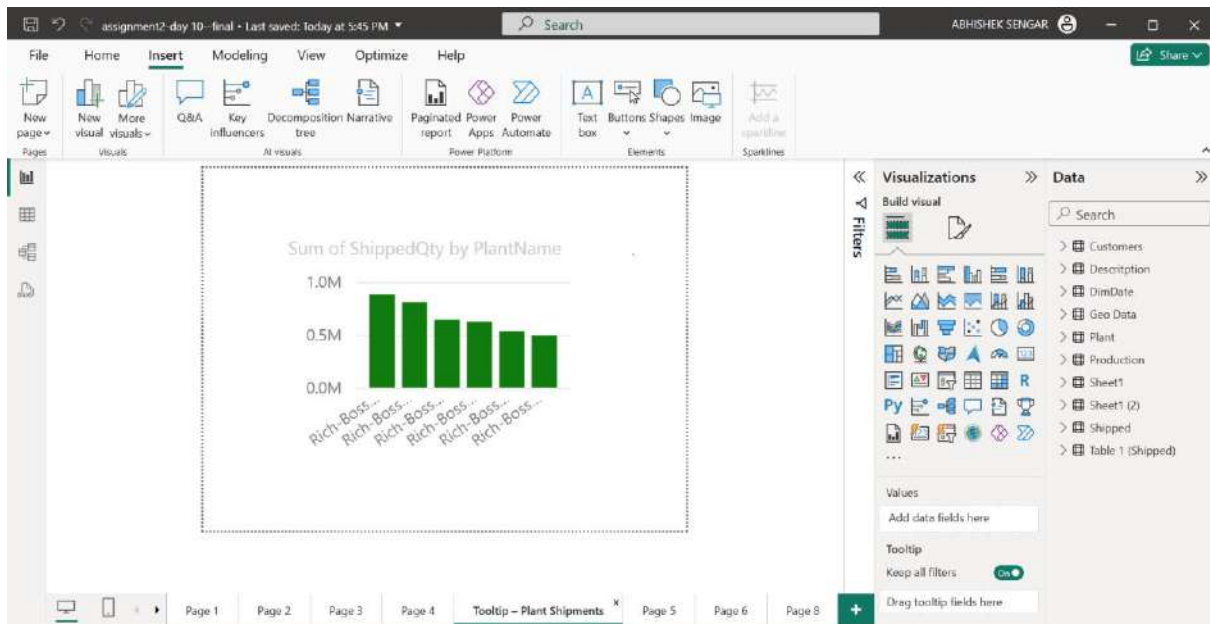 assignment2-day 10--final • Last saved: Today at 5:45 PM
Search
ABHISHEK SENGAR
File Home Insert Modeling View Optimize Help
Share
New page
New visual
More visuals
Q&A
Key influencers
Decomposition tree
Narrative
Paginated report
Power Apps
Power Automate
Text box
Buttons
Shapes
Image
Add a sparkline
Pages
Visuals
AI visuals
Power Platform
Elements
Sparklines
Sum of ShippedQty by PlantName
1.0M
0.5M
0.0M
Rich-Boss...
Rich-Boss...
Rich-Boss...
Rich-Boss...
Rich-Boss...
Rich-Boss...
Filters
Visualizations
Build visual
123
R
Py
...
Values
Add data fields here
Tooltip
Keep all filters
On
Drag tooltip fields here
Data
Search
Customers
Descritption
DimDate
Geo Data
Plant
Production
Sheet1
Sheet1 (2)
Shipped
Table 1 (Shipped)
Page 1 Page 2 Page 3 Page 4 Tooltip – Plant Shipments Page 5 Page 6 Page 8